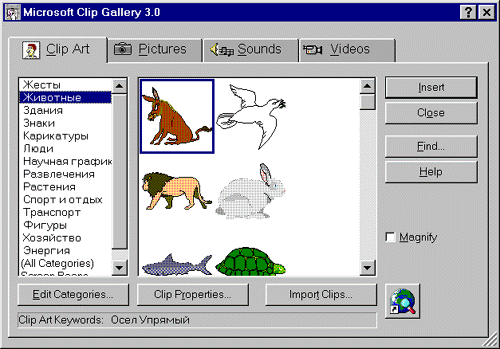 Microsoft Clip Gallery 3.0
Clip Art
Pictures
Sounds
Videos
Жесты
Животные
Здания
Знаки
Карикатуры
Люди
Научная график
Развлечения
Растения
Спорт и отдых
Транспорт
Фигуры
Хозяйство
Энергия
(All Categories)
Screen Beans
Insert
Close
Find...
Help
Magnify
Edit Categories...
Clip Properties...
Import Clips...
Clip Art Keywords: Осел Упрямый